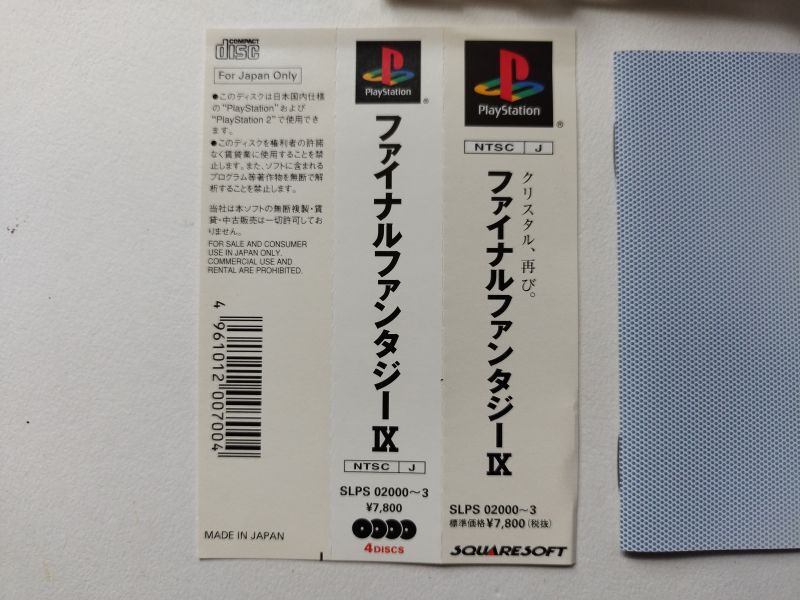 COMPACT
disc
For Japan Only
●このディスクは日本国内仕様
の"PlayStation"および
"PlayStation 2"で使用でき
ます。
●このディスクを権利者の許諾
なく賃貸業に使用することを禁
止します。また、ソフトに含まれる
プログラム等著作物を無断で解
析することを禁止します。
当社は本ソフトの無断複製・賃
貸・中古販売は一切許可してお
りません。
FOR SALE AND CONSUMER
USE IN JAPAN ONLY.
COMMERCIAL USE AND
RENTAL ARE PROHIBITED.
4 961012 007004
MADE IN JAPAN
PlayStation
®
ファイナルファンタジーIX
NTSC J
SLPS 02000~3
¥7,800
4DISCS
PlayStation
®
NTSC J
クリスタル、再び。
ファイナルファンタジーIX
SLPS 02000~3
標準価格¥7,800(税抜)
SQUARESOFT